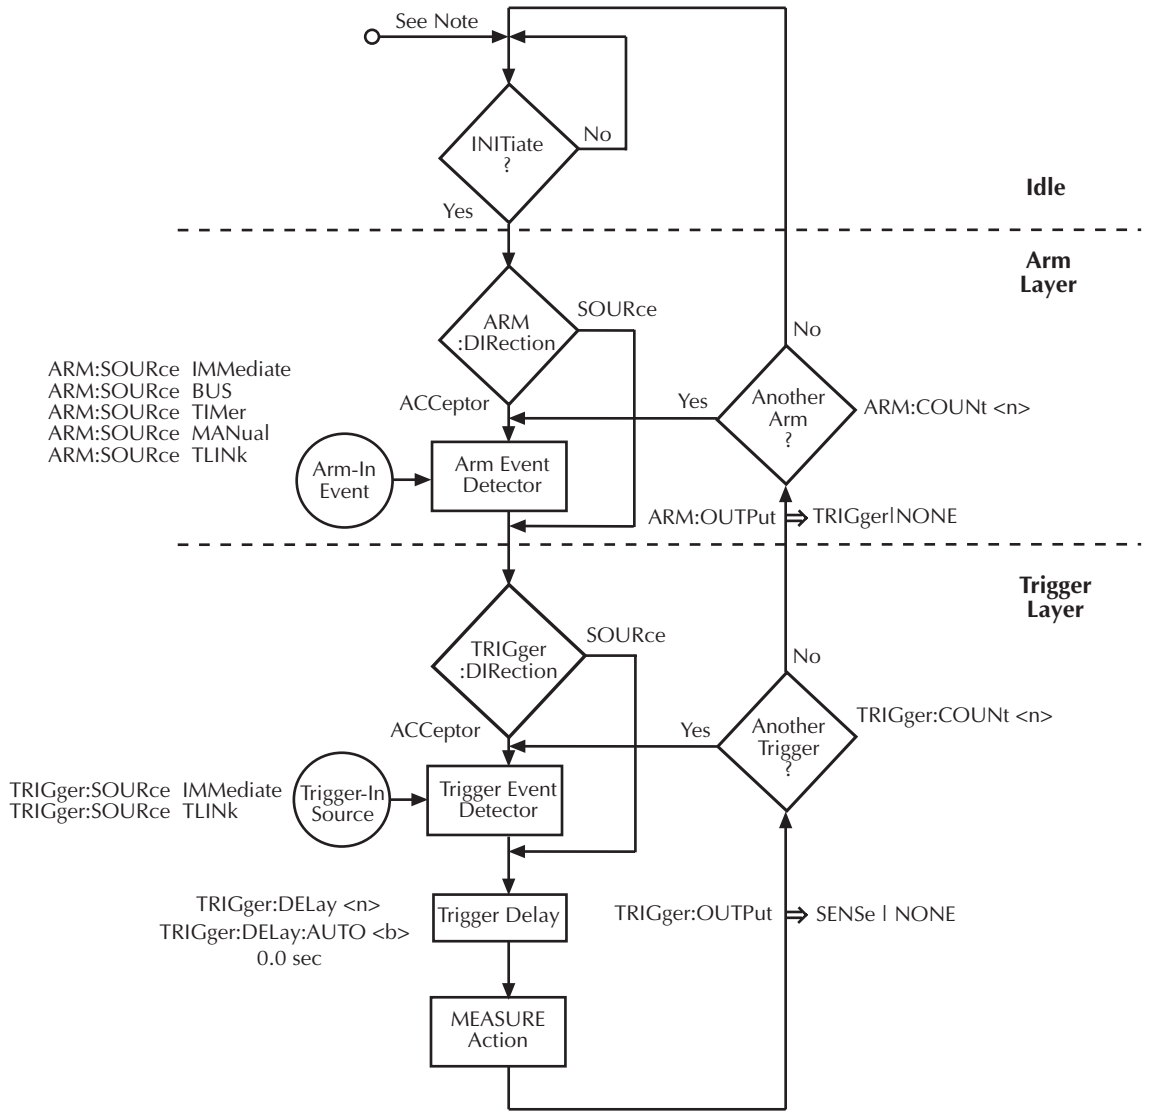 See Note
INITiate
?
No
Yes
Idle
Arm
Layer
ARM
:DIRection
SOURce
No
ARM:SOURce IMMediate
ARM:SOURce BUS
ARM:SOURce TIMer
ARM:SOURce MANual
ARM:SOURce TLINk
ACCeptor
Yes
Another
Arm
?
ARM:COUNt <n>
Arm-In
Event
Arm Event
Detector
ARM:OUTPut
TRIGger|NONE
Trigger
Layer
TRIGger
:DIRection
SOURce
No
ACCeptor
Yes
Another
Trigger
?
TRIGger:COUNt <n>
TRIGger:SOURce IMMediate
TRIGger:SOURce TLINk
Trigger-In
Source
Trigger Event
Detector
TRIGger:DELay <n>
TRIGger:DELay:AUTO <b>
0.0 sec
Trigger Delay
TRIGger:OUTPut
SENSe | NONE
MEASURE
Action